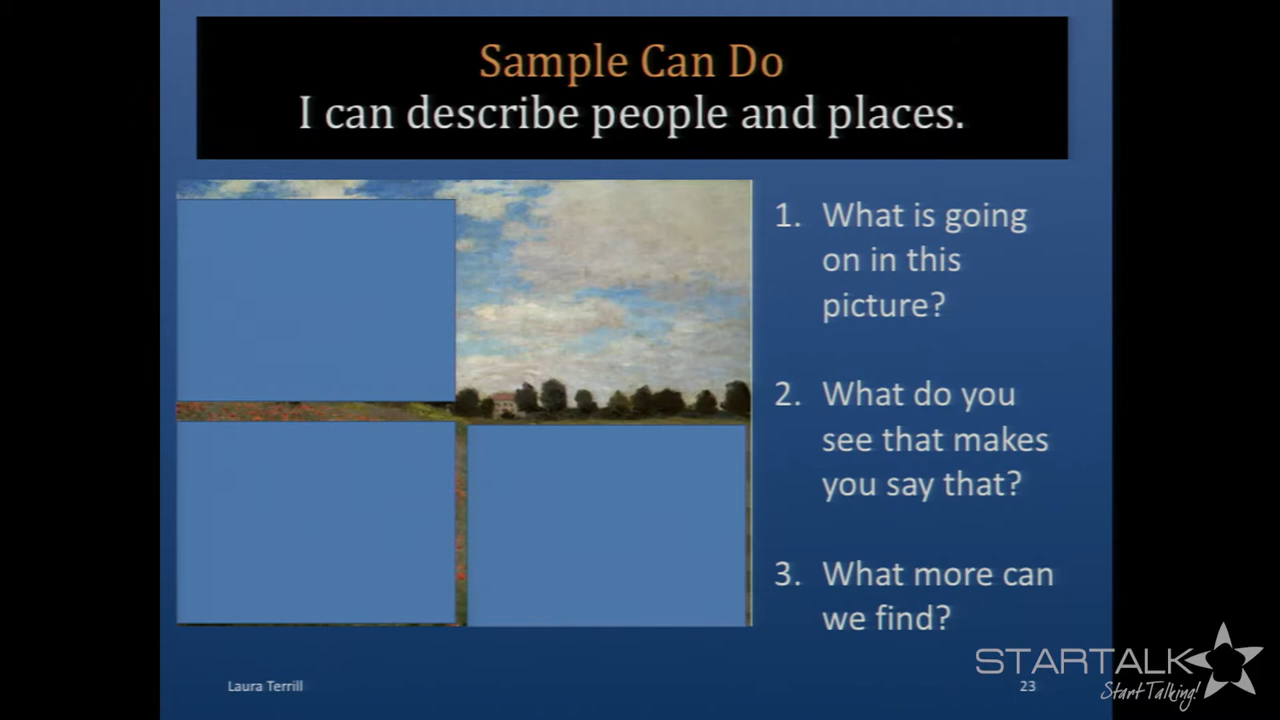 Sample Can Do
I can describe people and places.
1. What is going
on in this
picture?
2. What do you
see that makes
you say that?
3. What more can
we find?
STARTALK
Start Talking!
Laura Terrill
23